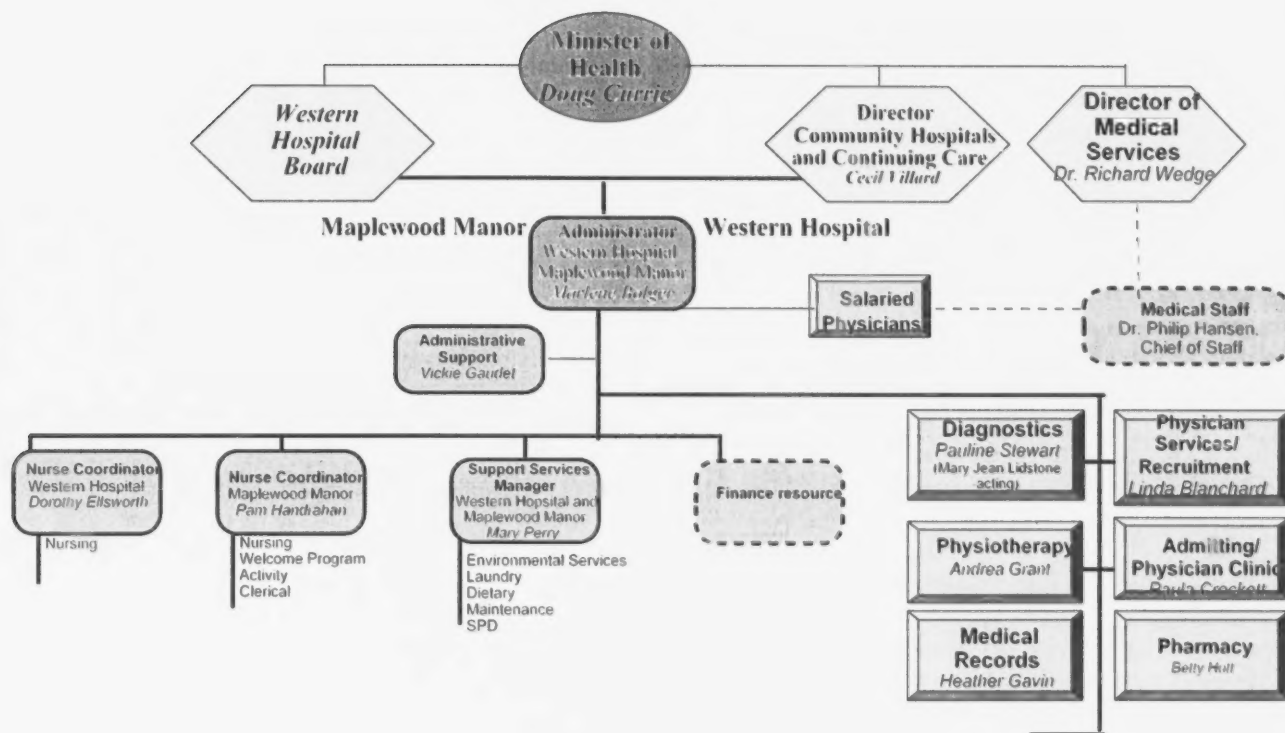 Minister of
Health
Doug Currie
Western
Hospital
Board
Director
Community Hospitals
and Continuing Care
Cecil Villard
Director of
Medical
Services
Dr. Richard Wedge
Maplewood Manor
Administrator
Western Hospital
Maplewood Manor
Marlene Bolger
Western Hospital
Salaried
Physicians
Medical Staff
Dr. Philip Hansen,
Chief of Staff
Administrative
Support
Vickie Gaudet
Nurse Coordinator
Western Hospital
Dorothy Ellsworth
Nursing
Nurse Coordinator
Maplewood Manor
Pam Handrahan
Nursing
Welcome Program
Activity
Clerical
Support Services
Manager
Western Hopsital and
Maplewood Manor
Mary Perry
Environmental Services
Laundry
Dietary
Maintenance
SPD
Finance resource
Diagnostics
Pauline Stewart
(Mary Jean Lidstone
acting)
Physician
Services/
Recruitment
Linda Blanchard
Physiotherapy
Andrea Grant
Admitting/
Physician Clinic
Paula Crockett
Medical
Records
Heather Gavin
Pharmacy
Betty